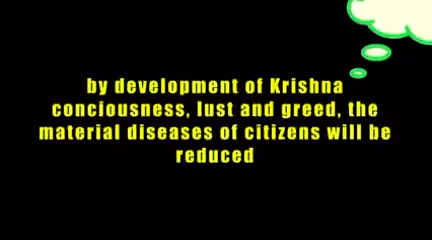 by development of Krishna
conciousness, lust and greed, the
material diseases of citizens will be
reduced